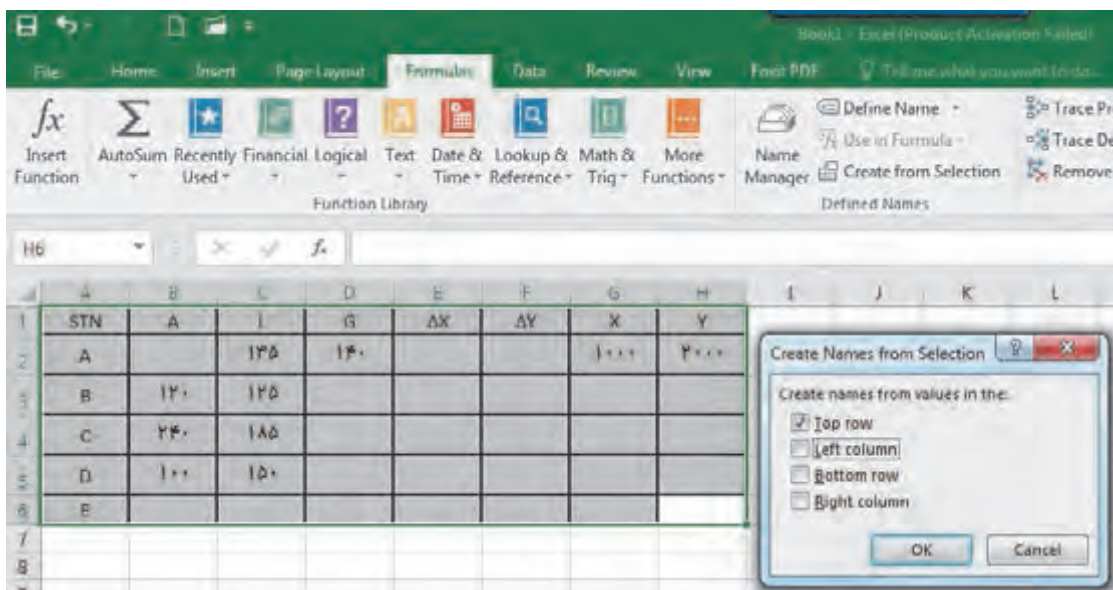 Book1 - Excel (Product Activation Failed)
File Home Insert Page Layout Formulas Data Review View Foxit PDF Tell me what you want to do...
fx Insert Function
AutoSum
Recently Used
Financial
Logical
Text
Date & Time
Lookup & Reference
Math & Trig
More Functions
Function Library
Name Manager
Define Name
Use in Formula
Create from Selection
Defined Names
Trace Pr
Trace De
Remove
H6 fx
A B C D E F G H I J K L
1 STN A L G ΔX ΔY X Y
2 A ۱۳۵ ۱۴۰ ۱۰۰۰ ۲۰۰۰
3 B ۱۲۰ ۱۲۵
4 C ۲۴۰ ۱۸۵
5 D ۱۰۰ ۱۵۰
6 E
7
8
Create Names from Selection
Create names from values in the:
Top row
Left column
Bottom row
Right column
OK Cancel